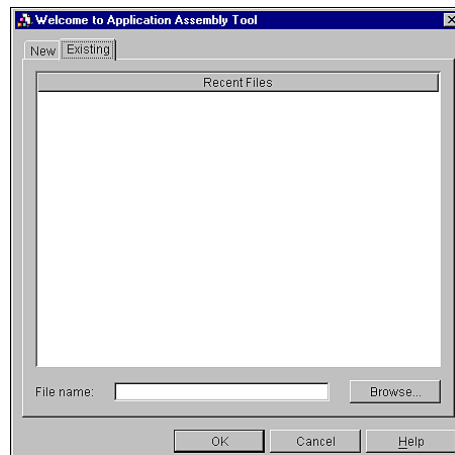 Welcome to Application Assembly Tool
New Existing
Recent Files
File name: Browse...
OK Cancel Help